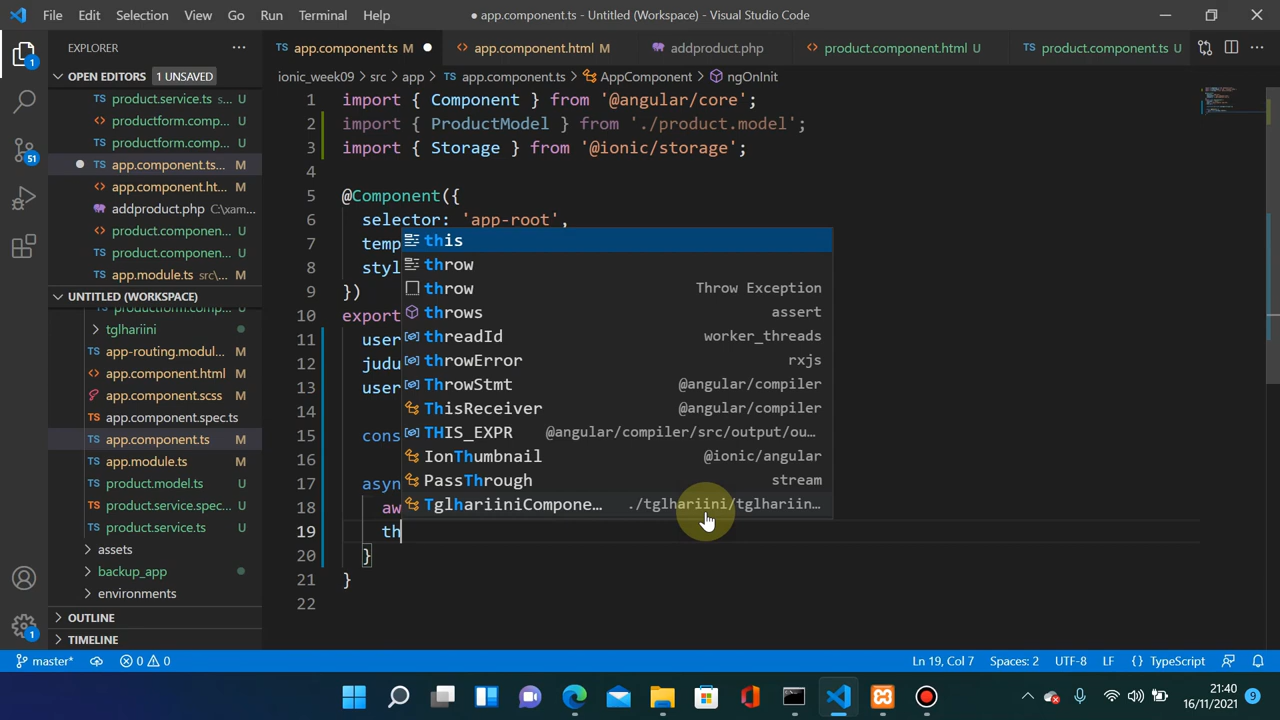 File Edit Selection View Go Run Terminal Help
● app.component.ts - Untitled (Workspace) - Visual Studio Code
EXPLORER
OPEN EDITORS 1 UNSAVED
TS product.service.ts s... U
<> productform.comp... U
TS productform.comp... U
TS app.component.ts... M
<> app.component.ht... M
addproduct.php C:\xam...
<> product.component... U
TS product.component... U
TS app.module.ts src\... M
UNTITLED (WORKSPACE)
TS productform.comp... U
tglhariini
TS app-routing.modul... M
<> app.component.html M
app.component.scss M
TS app.component.spec.ts M
TS app.component.ts M
TS app.module.ts M
TS product.model.ts U
TS product.service.spec... U
TS product.service.ts U
assets
backup_app
environments
OUTLINE
TIMELINE
1
51
1
TS app.component.ts M
<> app.component.html M
addproduct.php
<> product.component.html U
TS product.component.ts U
ionic_week09 > src > app > TS app.component.ts > AppComponent > ngOnInit
1 import { Component } from '@angular/core';
2 import { ProductModel } from './product.model';
3 import { Storage } from '@ionic/storage';
4
5 @Component({
6 selector: 'app-root',
7 temp
8 styl
9 })
10 export
11 user
12 judu
13 user
14
15 cons
16
17 asyn
18 aw
19 th
20 }
21 }
22
this
throw
throw Throw Exception
throws assert
threadId worker_threads
throwError rxjs
ThrowStmt @angular/compiler
ThisReceiver @angular/compiler
THIS_EXPR @angular/compiler/src/output/ou...
IonThumbnail @ionic/angular
PassThrough stream
TglhariiniCompone... ./tglhariini/tglhariin...
master* 0 0
Ln 19, Col 7 Spaces: 2 UTF-8 LF {} TypeScript
21:40
16/11/2021
9